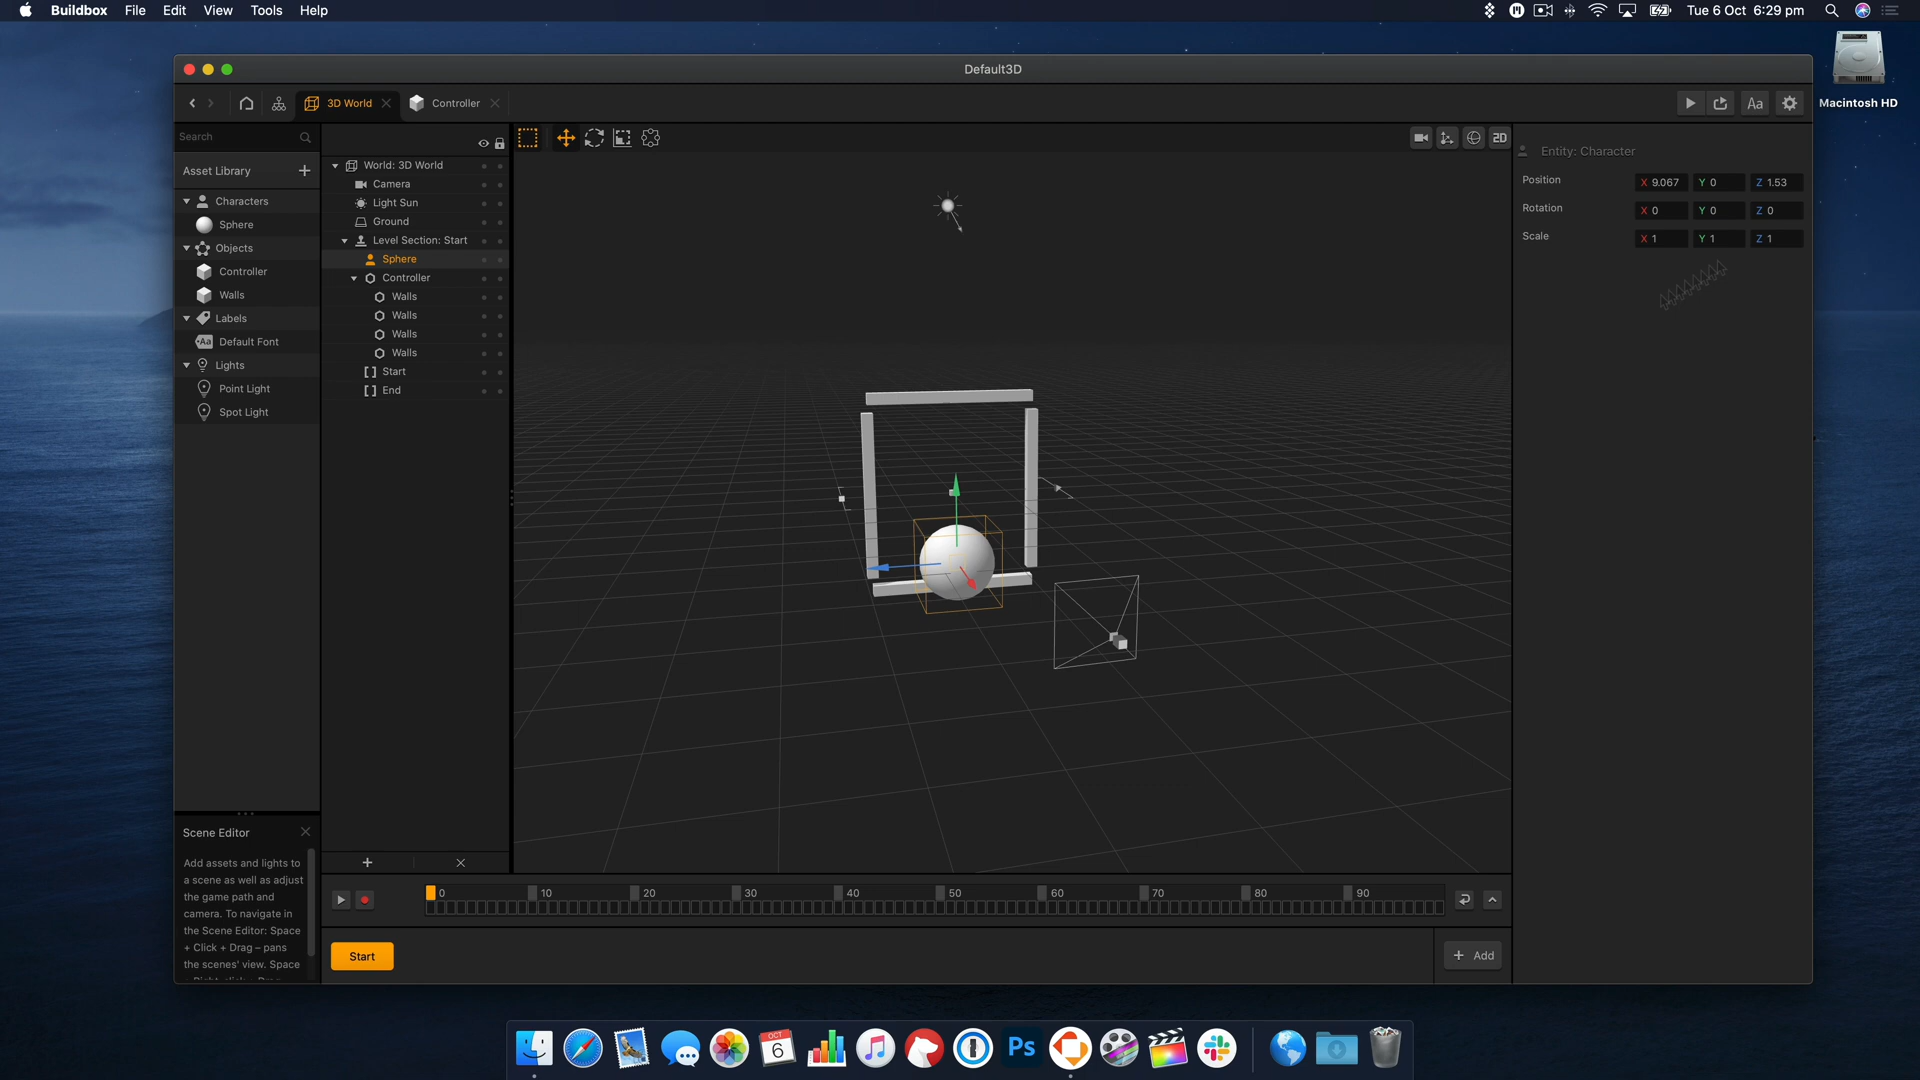 Buildbox File Edit View Tools Help
Tue 6 Oct 6:29 pm
Macintosh HD
Default3D
3D World
Controller
Aa
Search
Asset Library
Characters
Sphere
Objects
Controller
Walls
Labels
Aa Default Font
Lights
Point Light
Spot Light
World: 3D World
Camera
Light Sun
Ground
Level Section: Start
Sphere
Controller
Walls
Walls
Walls
Walls
Start
End
2D
Entity: Character
Position X 9.067 Y 0 Z 1.53
Rotation X 0 Y 0 Z 0
Scale X 1 Y 1 Z 1
Scene Editor
Add assets and lights to
a scene as well as adjust
the game path and
camera. To navigate in
the Scene Editor: Space
+ Click + Drag – pans
the scenes' view. Space
0 10 20 30 40 50 60 70 80 90
Start
+ Add
OCT
6
Ps